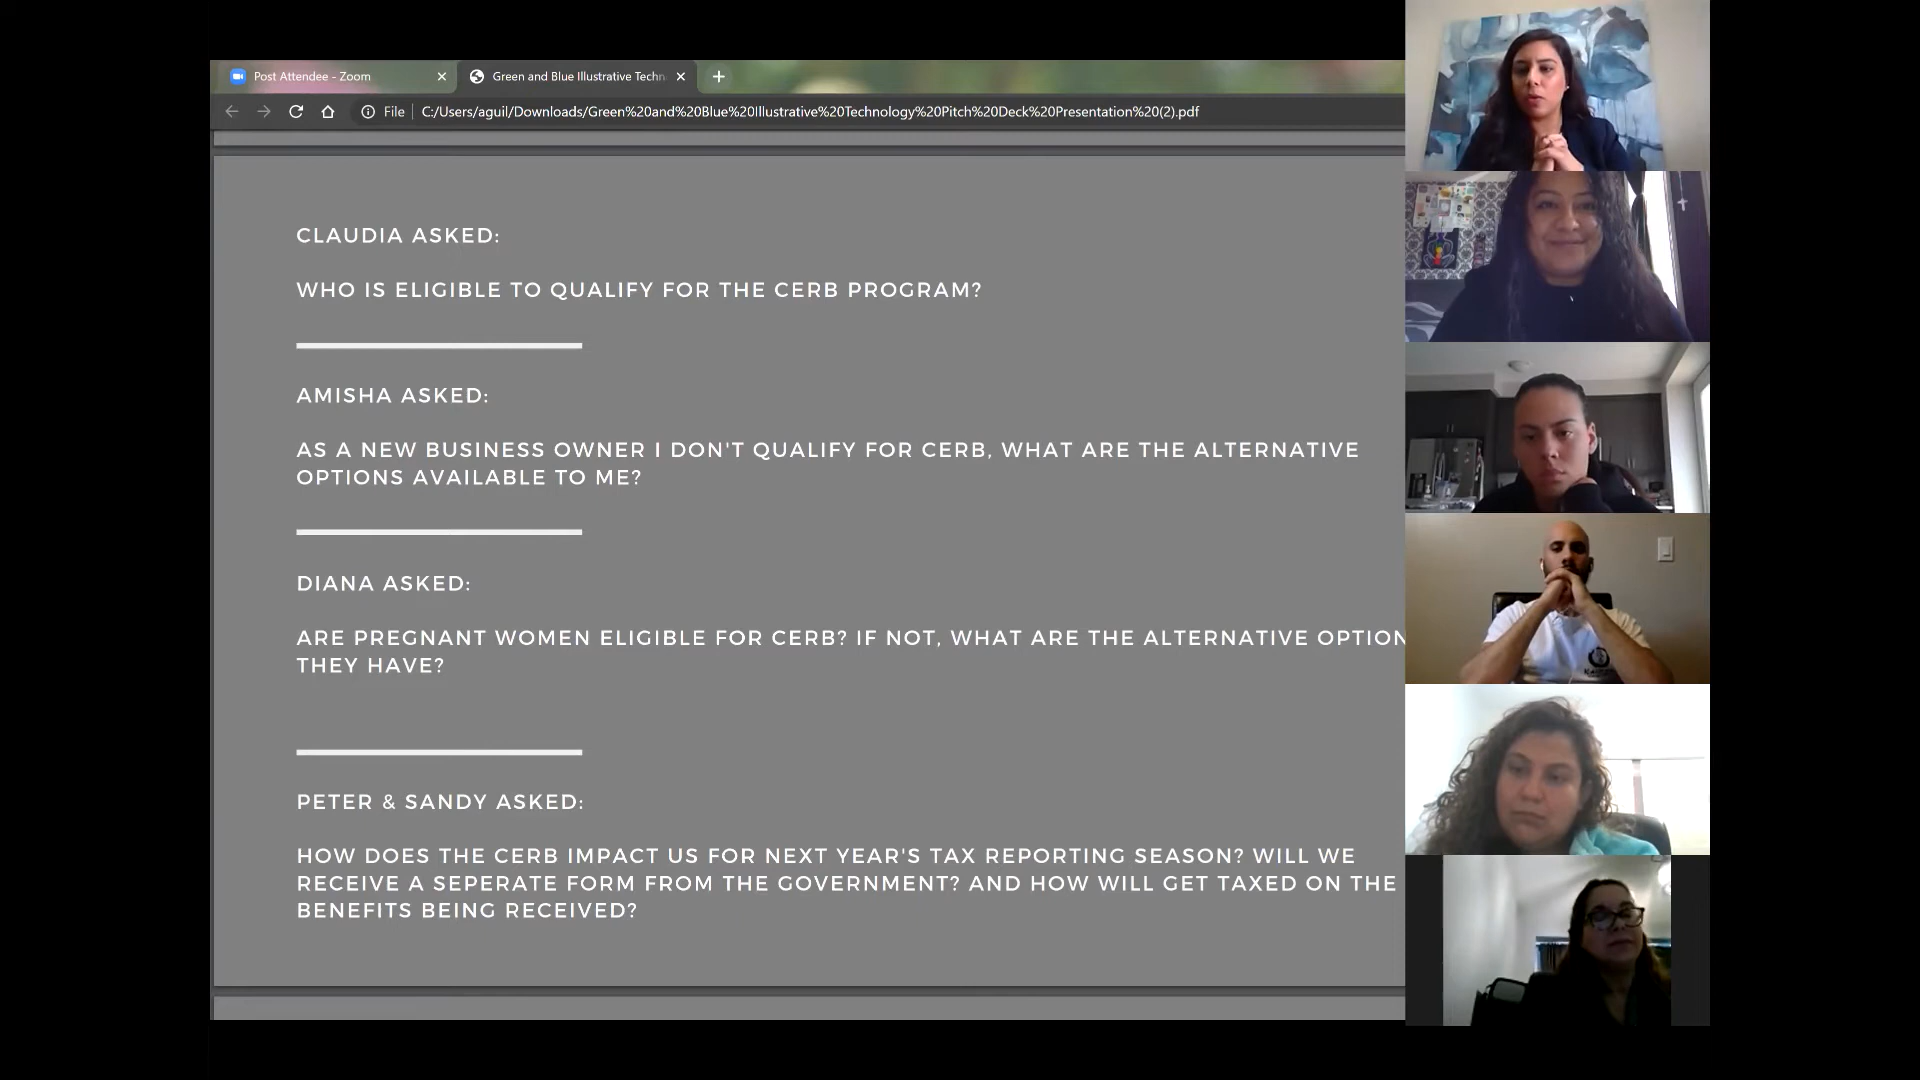 Post Attendee - Zoom
Green and Blue Illustrative Techn
File
C:/Users/aguil/Downloads/Green%20and%20Blue%20Illustrative%20Technology%20Pitch%20Deck%20Presentation%20(2).pdf
CLAUDIA ASKED:
WHO IS ELIGIBLE TO QUALIFY FOR THE CERB PROGRAM?
AMISHA ASKED:
AS A NEW BUSINESS OWNER I DON'T QUALIFY FOR CERB, WHAT ARE THE ALTERNATIVE
OPTIONS AVAILABLE TO ME?
DIANA ASKED:
ARE PREGNANT WOMEN ELIGIBLE FOR CERB? IF NOT, WHAT ARE THE ALTERNATIVE OPTION
THEY HAVE?
PETER & SANDY ASKED:
HOW DOES THE CERB IMPACT US FOR NEXT YEAR'S TAX REPORTING SEASON? WILL WE
RECEIVE A SEPERATE FORM FROM THE GOVERNMENT? AND HOW WILL GET TAXED ON THE
BENEFITS BEING RECEIVED?